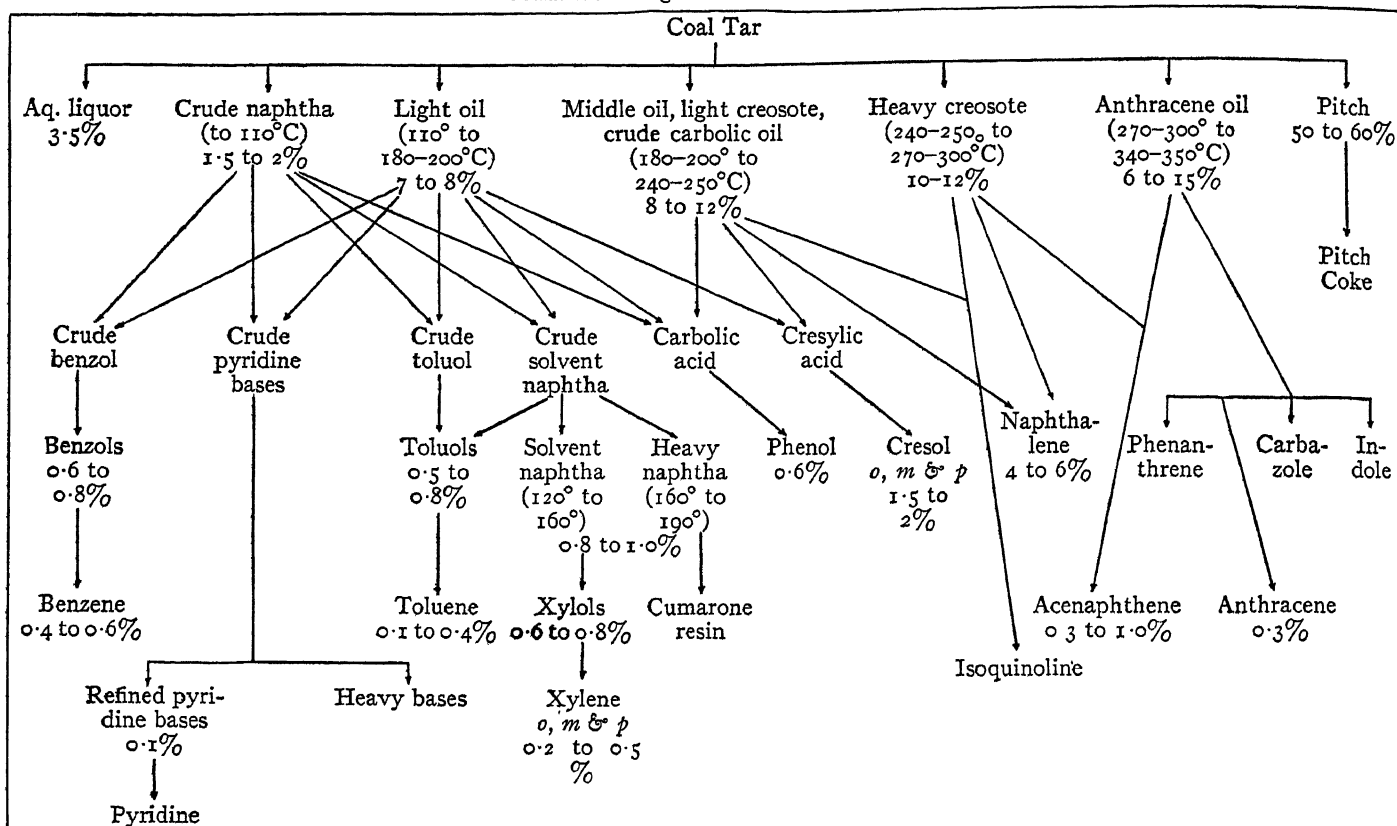 Coal Tar
Aq. liquor
3·5%
Crude naphtha
(to 110°C)
1·5 to 2%
Light oil
(110° to
180–200°C)
7 to 8%
Middle oil, light creosote,
crude carbolic oil
(180–200° to
240–250°C)
8 to 12%
Heavy creosote
(240–250° to
270–300°C)
10–12%
Anthracene oil
(270–300° to
340–350°C)
6 to 15%
Pitch
50 to 60%
Pitch
Coke
Crude
benzol
Crude
pyridine
bases
Crude
toluol
Crude
solvent
naphtha
Carbolic
acid
Cresylic
acid
Benzols
0·6 to
0·8%
Toluols
0·5 to
0·8%
Solvent
naphtha
(120° to
160°)
Heavy
naphtha
(160° to
190°)
0·8 to 1·0%
Phenol
0·6%
Cresol
o, m & p
1·5 to
2%
Naphtha-
lene
4 to 6%
Phenan-
threne
Carba-
zole
In-
dole
Benzene
0·4 to 0·6%
Toluene
0·1 to 0·4%
Xylols
0·6 to 0·8%
Cumarone
resin
Acenaphthene
0 3 to 1·0%
Anthracene
0·3%
Isoquinoline
Refined pyri-
dine bases
0·1%
Heavy bases
Xylene
o, m & p
0·2 to 0·5
%
Pyridine